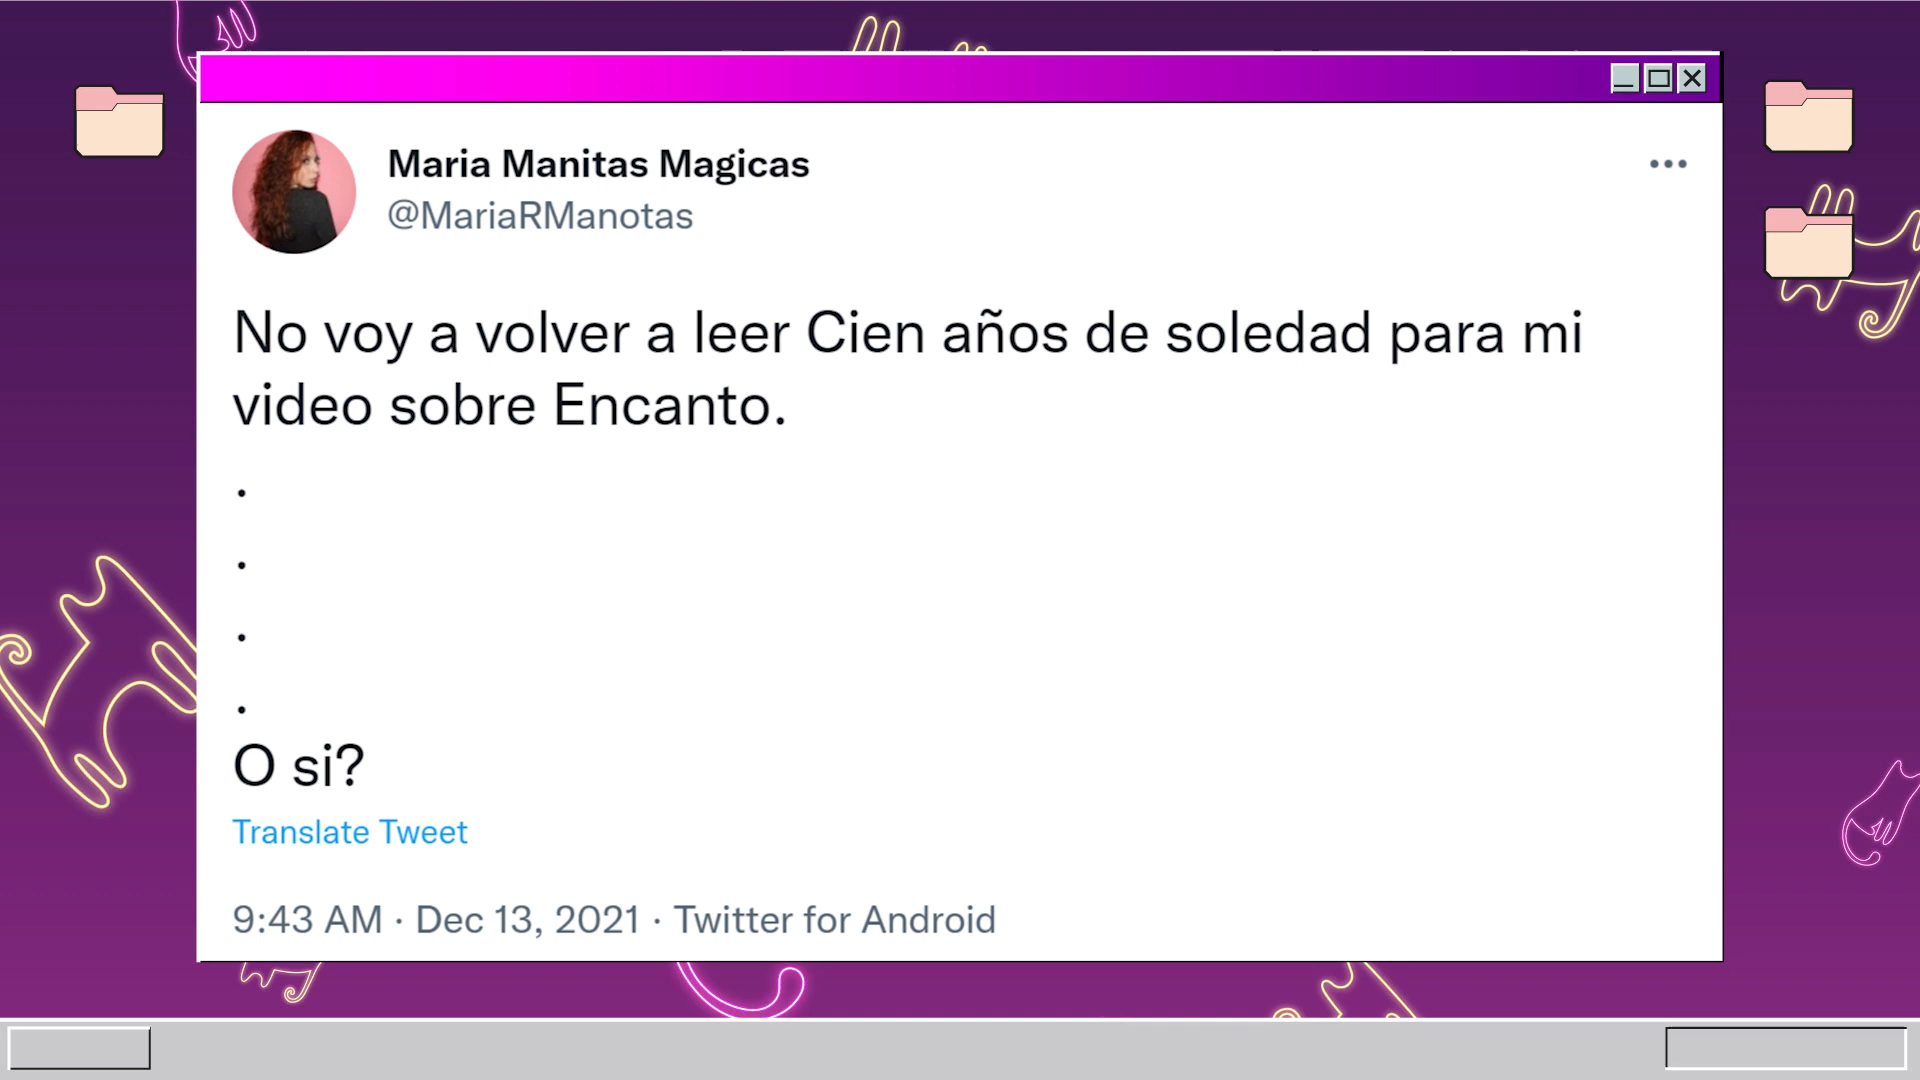 Maria Manitas Magicas
@MariaRManotas
No voy a volver a leer Cien años de soledad para mi
video sobre Encanto.
.
.
.
.
O si?
Translate Tweet
9:43 AM · Dec 13, 2021 · Twitter for Android